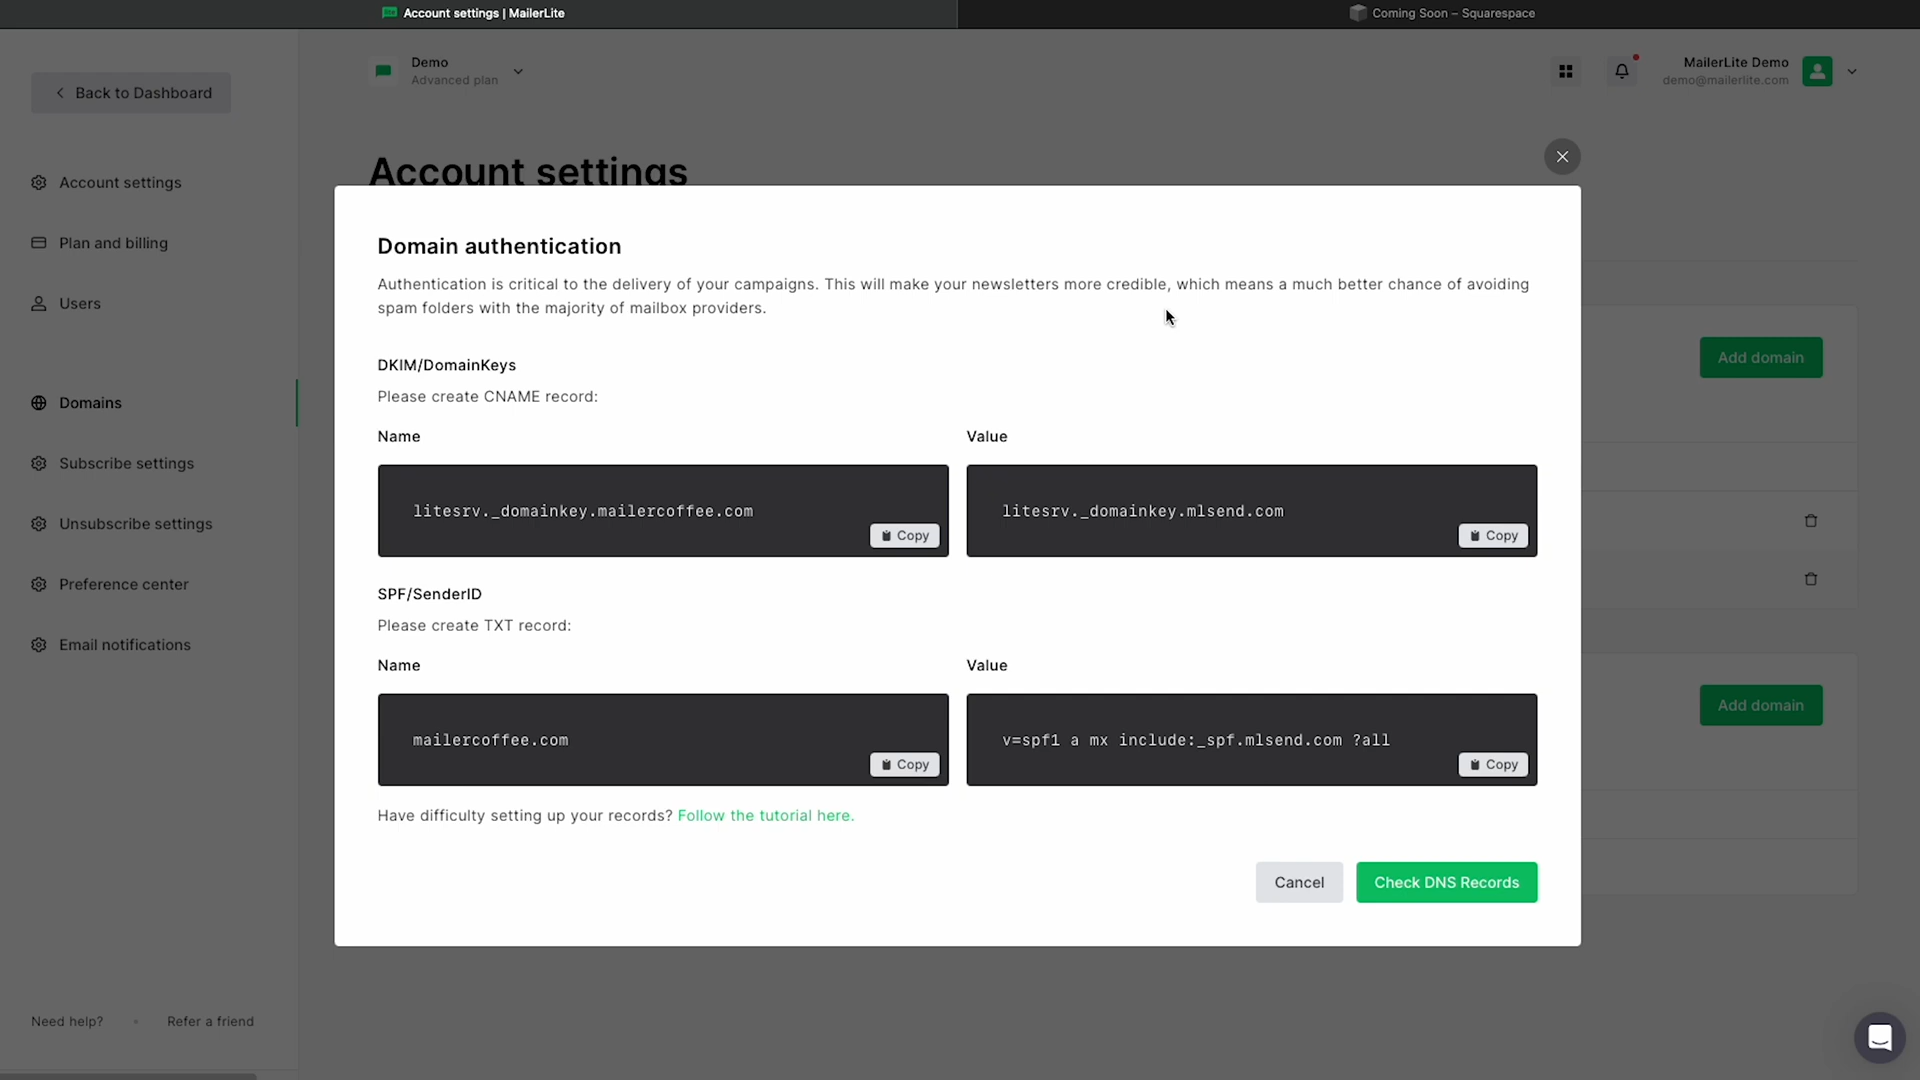 Account settings | MailerLite
Coming Soon – Squarespace
Back to Dashboard
Demo
Advanced plan
MailerLite Demo
demo@mailerlite.com
Account settings
Plan and billing
Users
Domains
Subscribe settings
Unsubscribe settings
Preference center
Email notifications
Need help?
Refer a friend
Account settings
Add domain
Add domain
Domain authentication
Authentication is critical to the delivery of your campaigns. This will make your newsletters more credible, which means a much better chance of avoiding
spam folders with the majority of mailbox providers.
DKIM/DomainKeys
Please create CNAME record:
Name
Value
litesrv._domainkey.mailercoffee.com
Copy
litesrv._domainkey.mlsend.com
Copy
SPF/SenderID
Please create TXT record:
Name
Value
mailercoffee.com
Copy
v=spf1 a mx include:_spf.mlsend.com ?all
Copy
Have difficulty setting up your records? Follow the tutorial here.
Cancel
Check DNS Records